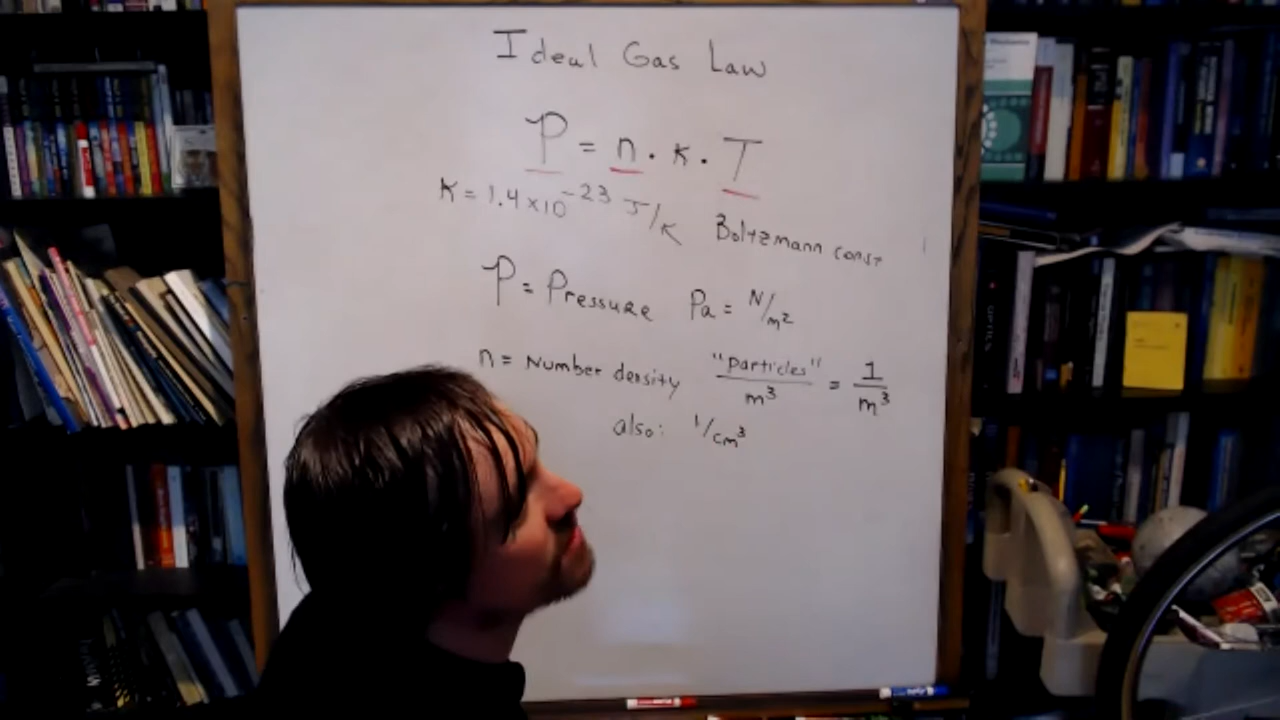 Ideal Gas Law
P = n · k · T
K = 1.4 × 10⁻²³ J/K Boltzmann const
P = Pressure Pa = N/m²
n = Number density "particles"/m³ = 1/m³
also: 1/cm³
OPTICS